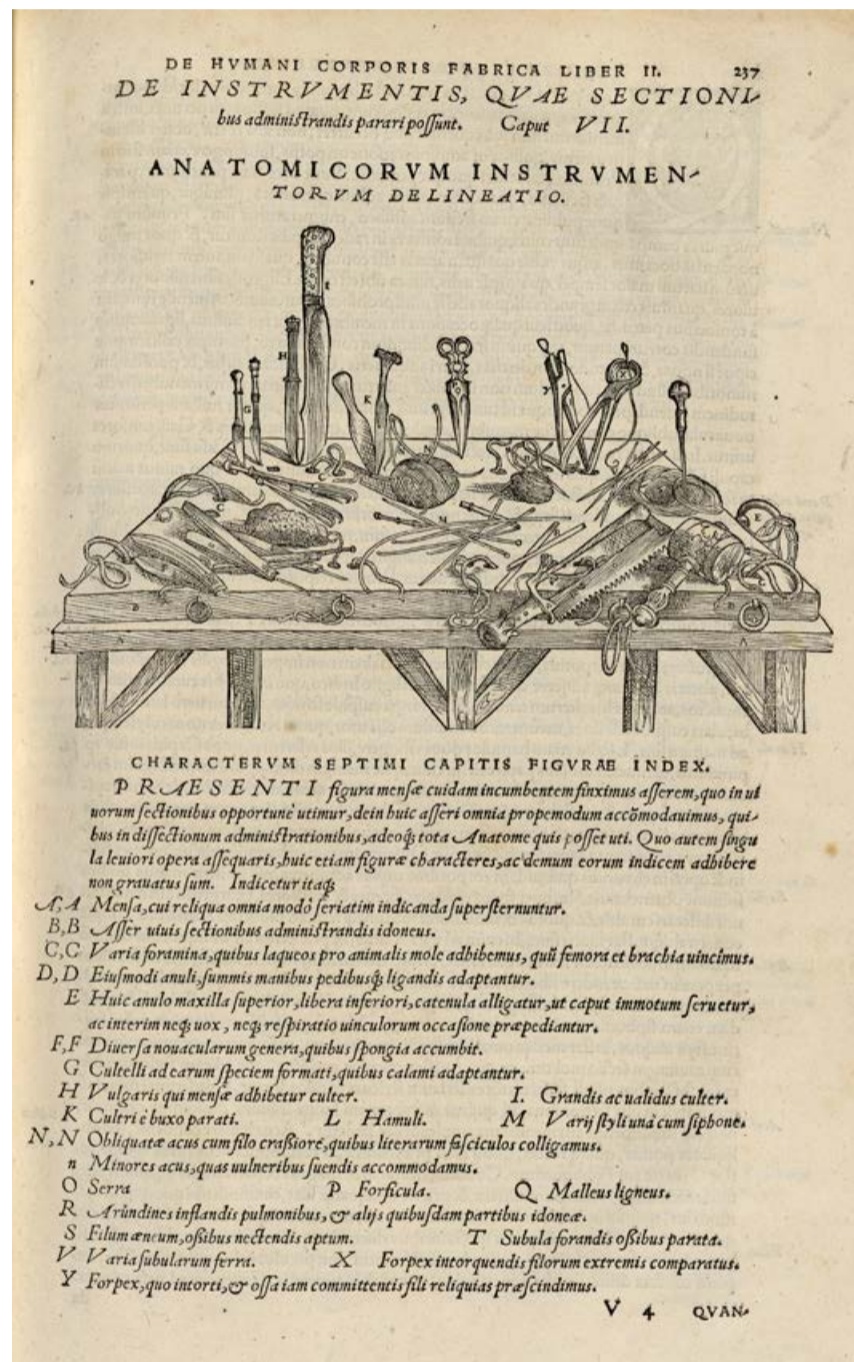 DE HVMANI CORPORIS FABRICA LIBER II. 237
DE INSTRVMENTIS, QVAE SECTIONI-
bus administrandis parari possunt. Caput VII.
ANATOMICORVM INSTRVMEN-
TORVM DELINEATIO.
CHARACTERVM SEPTIMI CAPITIS FIGVRAE INDEX.
PRAESENTI figura mensæ cuidam incumbentem finximus asserem, quo in ui
uorum sectionibus opportunè utimur, dein huic asseri omnia propemodum accõmodauimus, qui-
bus in dissectionum administrationibus, adeoq; tota Anatome quis posset uti. Quo autem singu
la leuiori opera assequaris, huic etiam figuræ characteres, ac demum eorum indicem adhibere
non grauatus sum. Indicetur itaq;
A, A Mensa, cui reliqua omnia modò seriatim indicanda supersternuntur.
B, B Asser uiuis sectionibus administrandis idoneus.
C, C Varia foramina, quibus laqueos pro animalis mole adhibemus, quũ femora et brachia uincimus.
D, D Eiusmodi anuli, summis manibus pedibusq; ligandis adaptantur.
E Huic anulo maxilla superior, libera inferiori, catenula alligatur, ut caput immotum seruetur,
ac interim neq; uox, neq; respiratio uinculorum occasione præpediantur.
F, F Diuersa nouacularum genera, quibus spongia accumbit.
G Cultelli ad earum speciem formati, quibus calami adaptantur.
H Vulgaris qui mensæ adhibetur culter. I. Grandis ac ualidus culter.
K Cultri è buxo parati. L Hamuli. M Varij styli unà cum siphone.
N, N Obliquatæ acus cum filo crassiore, quibus literarum fasciculos colligamus.
n Minores acus, quas uulneribus suendis accommodamus.
O Serra P Forficula. Q Malleus ligneus.
R Arundines inflandis pulmonibus, & alijs quibusdam partibus idoneæ.
S Filum æneum, ossibus nectendis aptum. T Subula forandis ossibus parata.
V Varia subularum ferra. X Forpex intorquendis filorum extremis comparatus.
Y Forpex, quo intorti, & ossa iam committentis fili reliquias præscindimus.
V 4 QVAN-